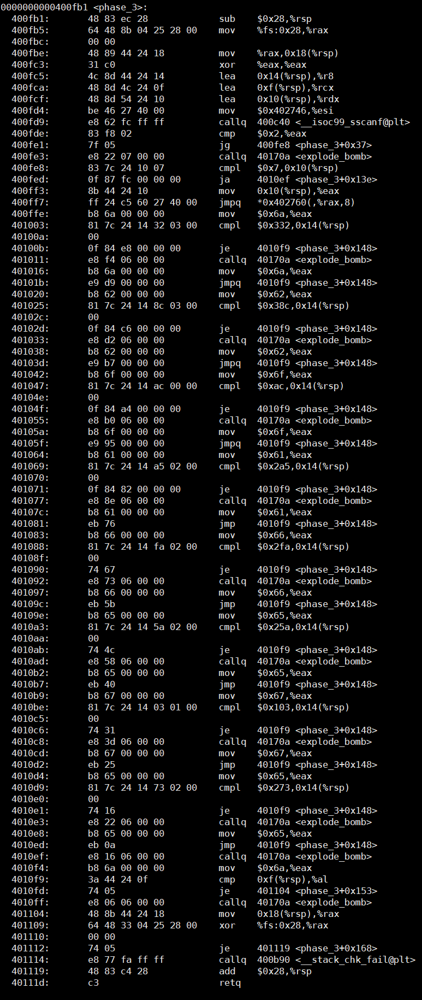 0000000000400fb1 <phase_3>:
400fb1: 48 83 ec 28 sub $0x28,%rsp
400fb5: 64 48 8b 04 25 28 00 mov %fs:0x28,%rax
400fbc: 00 00
400fbe: 48 89 44 24 18 mov %rax,0x18(%rsp)
400fc3: 31 c0 xor %eax,%eax
400fc5: 4c 8d 44 24 14 lea 0x14(%rsp),%r8
400fca: 48 8d 4c 24 0f lea 0xf(%rsp),%rcx
400fcf: 48 8d 54 24 10 lea 0x10(%rsp),%rdx
400fd4: be 46 27 40 00 mov $0x402746,%esi
400fd9: e8 62 fc ff ff callq 400c40 <__isoc99_sscanf@plt>
400fde: 83 f8 02 cmp $0x2,%eax
400fe1: 7f 05 jg 400fe8 <phase_3+0x37>
400fe3: e8 22 07 00 00 callq 40170a <explode_bomb>
400fe8: 83 7c 24 10 07 cmpl $0x7,0x10(%rsp)
400fed: 0f 87 fc 00 00 00 ja 4010ef <phase_3+0x13e>
400ff3: 8b 44 24 10 mov 0x10(%rsp),%eax
400ff7: ff 24 c5 60 27 40 00 jmpq *0x402760(,%rax,8)
400ffe: b8 6a 00 00 00 mov $0x6a,%eax
401003: 81 7c 24 14 32 03 00 cmpl $0x332,0x14(%rsp)
40100a: 00
40100b: 0f 84 e8 00 00 00 je 4010f9 <phase_3+0x148>
401011: e8 f4 06 00 00 callq 40170a <explode_bomb>
401016: b8 6a 00 00 00 mov $0x6a,%eax
40101b: e9 d9 00 00 00 jmpq 4010f9 <phase_3+0x148>
401020: b8 62 00 00 00 mov $0x62,%eax
401025: 81 7c 24 14 8c 03 00 cmpl $0x38c,0x14(%rsp)
40102c: 00
40102d: 0f 84 c6 00 00 00 je 4010f9 <phase_3+0x148>
401033: e8 d2 06 00 00 callq 40170a <explode_bomb>
401038: b8 62 00 00 00 mov $0x62,%eax
40103d: e9 b7 00 00 00 jmpq 4010f9 <phase_3+0x148>
401042: b8 6f 00 00 00 mov $0x6f,%eax
401047: 81 7c 24 14 ac 00 00 cmpl $0xac,0x14(%rsp)
40104e: 00
40104f: 0f 84 a4 00 00 00 je 4010f9 <phase_3+0x148>
401055: e8 b0 06 00 00 callq 40170a <explode_bomb>
40105a: b8 6f 00 00 00 mov $0x6f,%eax
40105f: e9 95 00 00 00 jmpq 4010f9 <phase_3+0x148>
401064: b8 61 00 00 00 mov $0x61,%eax
401069: 81 7c 24 14 a5 02 00 cmpl $0x2a5,0x14(%rsp)
401070: 00
401071: 0f 84 82 00 00 00 je 4010f9 <phase_3+0x148>
401077: e8 8e 06 00 00 callq 40170a <explode_bomb>
40107c: b8 61 00 00 00 mov $0x61,%eax
401081: eb 76 jmp 4010f9 <phase_3+0x148>
401083: b8 66 00 00 00 mov $0x66,%eax
401088: 81 7c 24 14 fa 02 00 cmpl $0x2fa,0x14(%rsp)
40108f: 00
401090: 74 67 je 4010f9 <phase_3+0x148>
401092: e8 73 06 00 00 callq 40170a <explode_bomb>
401097: b8 66 00 00 00 mov $0x66,%eax
40109c: eb 5b jmp 4010f9 <phase_3+0x148>
40109e: b8 65 00 00 00 mov $0x65,%eax
4010a3: 81 7c 24 14 5a 02 00 cmpl $0x25a,0x14(%rsp)
4010aa: 00
4010ab: 74 4c je 4010f9 <phase_3+0x148>
4010ad: e8 58 06 00 00 callq 40170a <explode_bomb>
4010b2: b8 65 00 00 00 mov $0x65,%eax
4010b7: eb 40 jmp 4010f9 <phase_3+0x148>
4010b9: b8 67 00 00 00 mov $0x67,%eax
4010be: 81 7c 24 14 03 01 00 cmpl $0x103,0x14(%rsp)
4010c5: 00
4010c6: 74 31 je 4010f9 <phase_3+0x148>
4010c8: e8 3d 06 00 00 callq 40170a <explode_bomb>
4010cd: b8 67 00 00 00 mov $0x67,%eax
4010d2: eb 25 jmp 4010f9 <phase_3+0x148>
4010d4: b8 65 00 00 00 mov $0x65,%eax
4010d9: 81 7c 24 14 73 02 00 cmpl $0x273,0x14(%rsp)
4010e0: 00
4010e1: 74 16 je 4010f9 <phase_3+0x148>
4010e3: e8 22 06 00 00 callq 40170a <explode_bomb>
4010e8: b8 65 00 00 00 mov $0x65,%eax
4010ed: eb 0a jmp 4010f9 <phase_3+0x148>
4010ef: e8 16 06 00 00 callq 40170a <explode_bomb>
4010f4: b8 6a 00 00 00 mov $0x6a,%eax
4010f9: 3a 44 24 0f cmp 0xf(%rsp),%al
4010fd: 74 05 je 401104 <phase_3+0x153>
4010ff: e8 06 06 00 00 callq 40170a <explode_bomb>
401104: 48 8b 44 24 18 mov 0x18(%rsp),%rax
401109: 64 48 33 04 25 28 00 xor %fs:0x28,%rax
401110: 00 00
401112: 74 05 je 401119 <phase_3+0x168>
401114: e8 77 fa ff ff callq 400b90 <__stack_chk_fail@plt>
401119: 48 83 c4 28 add $0x28,%rsp
40111d: c3 retq